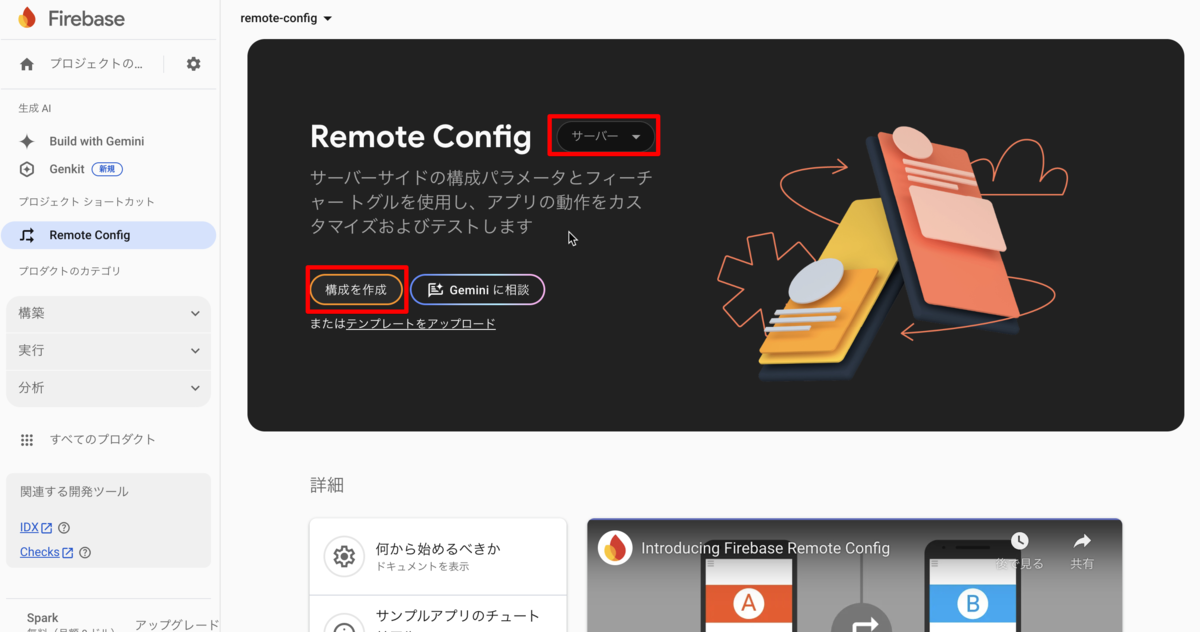 Firebase
remote-config
プロジェクトの...
生成 AI
Build with Gemini
Genkit 新規
プロジェクト ショートカット
Remote Config
プロダクトのカテゴリ
構築
実行
分析
すべてのプロダクト
関連する開発ツール
IDX
Checks
Spark
アップグレード
Remote Config サーバー
サーバーサイドの構成パラメータとフィーチ
ャートグルを使用し、アプリの動作をカス
タマイズおよびテストします
構成を作成 Gemini に相談
またはテンプレートをアップロード
詳細
何から始めるべきか
ドキュメントを表示
サンプルアプリのチュート
Introducing Firebase Remote Config
後で見る 共有
A B